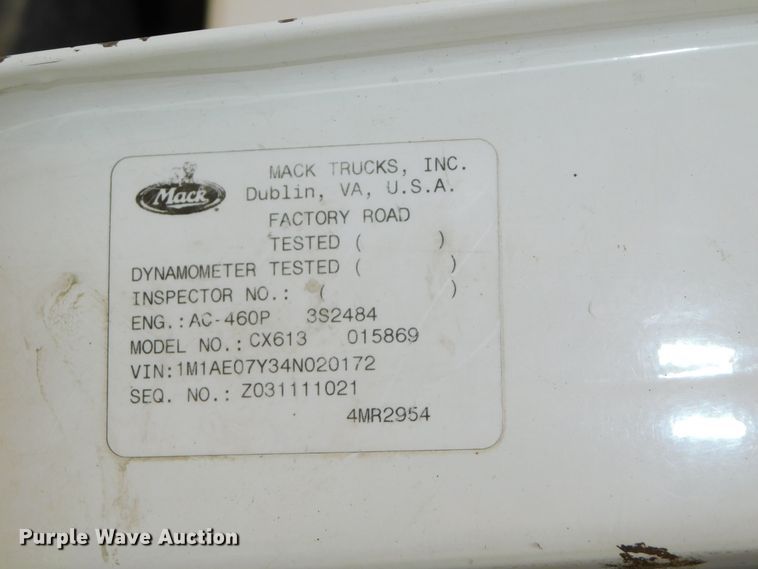 Mack
MACK TRUCKS, INC.
Dublin, VA, U.S.A.
FACTORY ROAD
TESTED ( )
DYNAMOMETER TESTED ( )
INSPECTOR NO.: ( )
ENG.: AC-460P 3S2484
MODEL NO.: CX613 015869
VIN:1M1AE07Y34N020172
SEQ. NO.: Z031111021
4MR2954
Purple Wave Auction